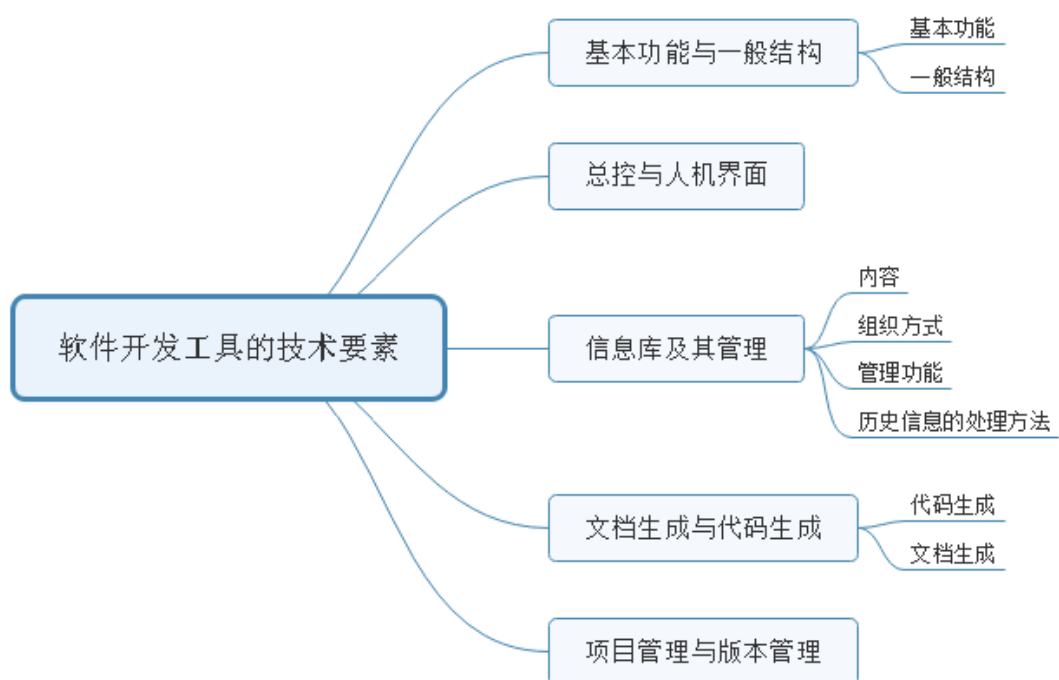 软件开发工具的技术要素
基本功能与一般结构
基本功能
一般结构
总控与人机界面
信息库及其管理
内容
组织方式
管理功能
历史信息的处理方法
文档生成与代码生成
代码生成
文档生成
项目管理与版本管理